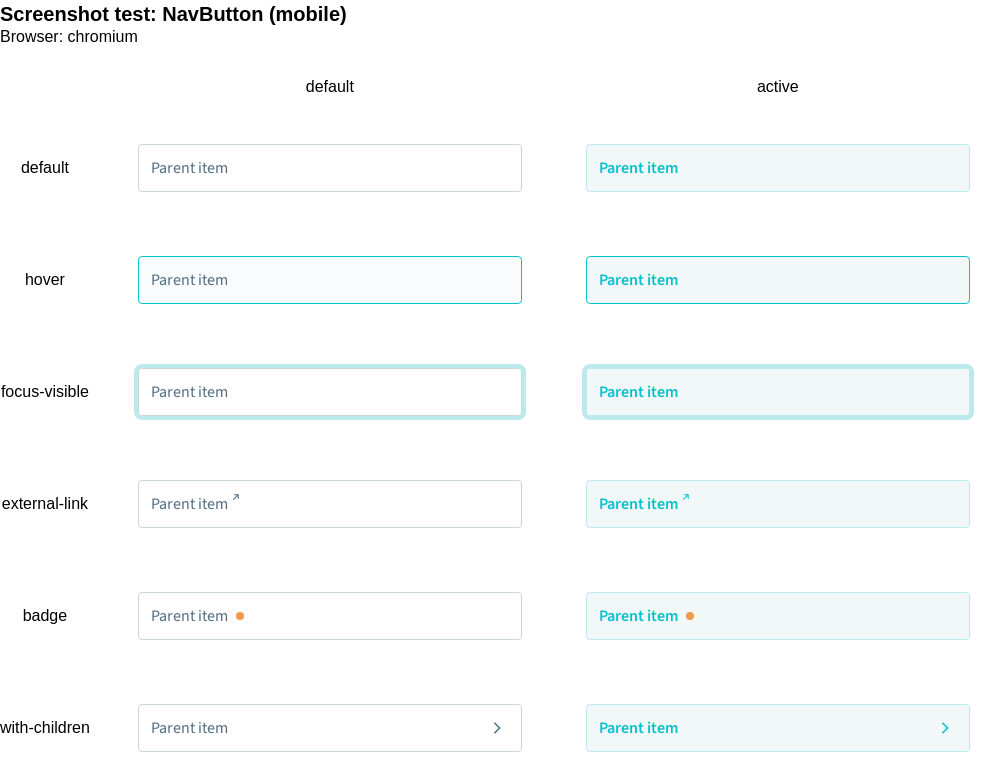 Screenshot test: NavButton (mobile)
Browser: chromium
default active
default Parent item Parent item
hover Parent item Parent item
focus-visible Parent item Parent item
external-link Parent item Parent item
badge Parent item Parent item
with-children Parent item Parent item